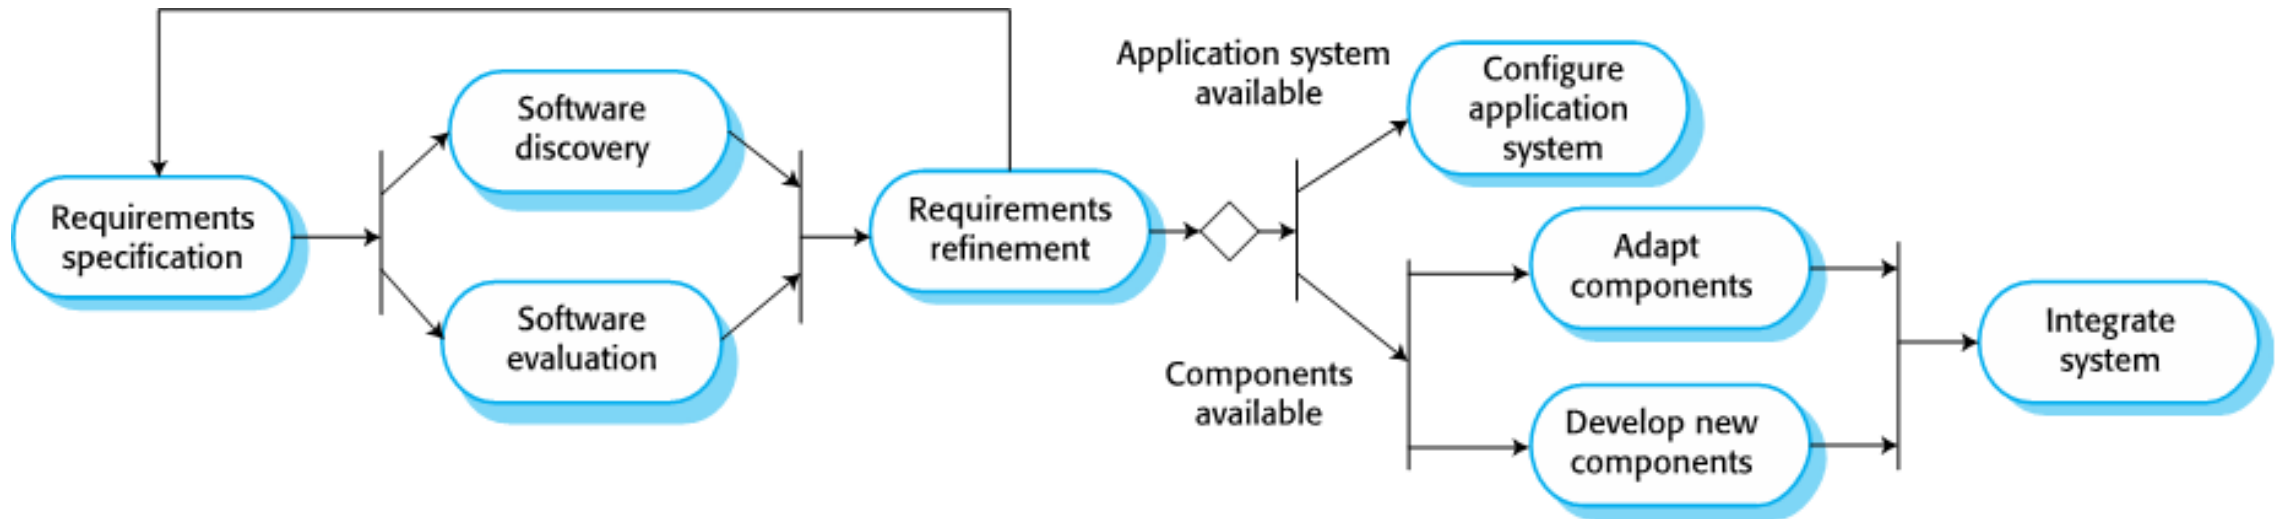 Requirements
specification
Software
discovery
Software
evaluation
Requirements
refinement
Application system
available
Configure
application
system
Components
available
Adapt
components
Develop new
components
Integrate
system